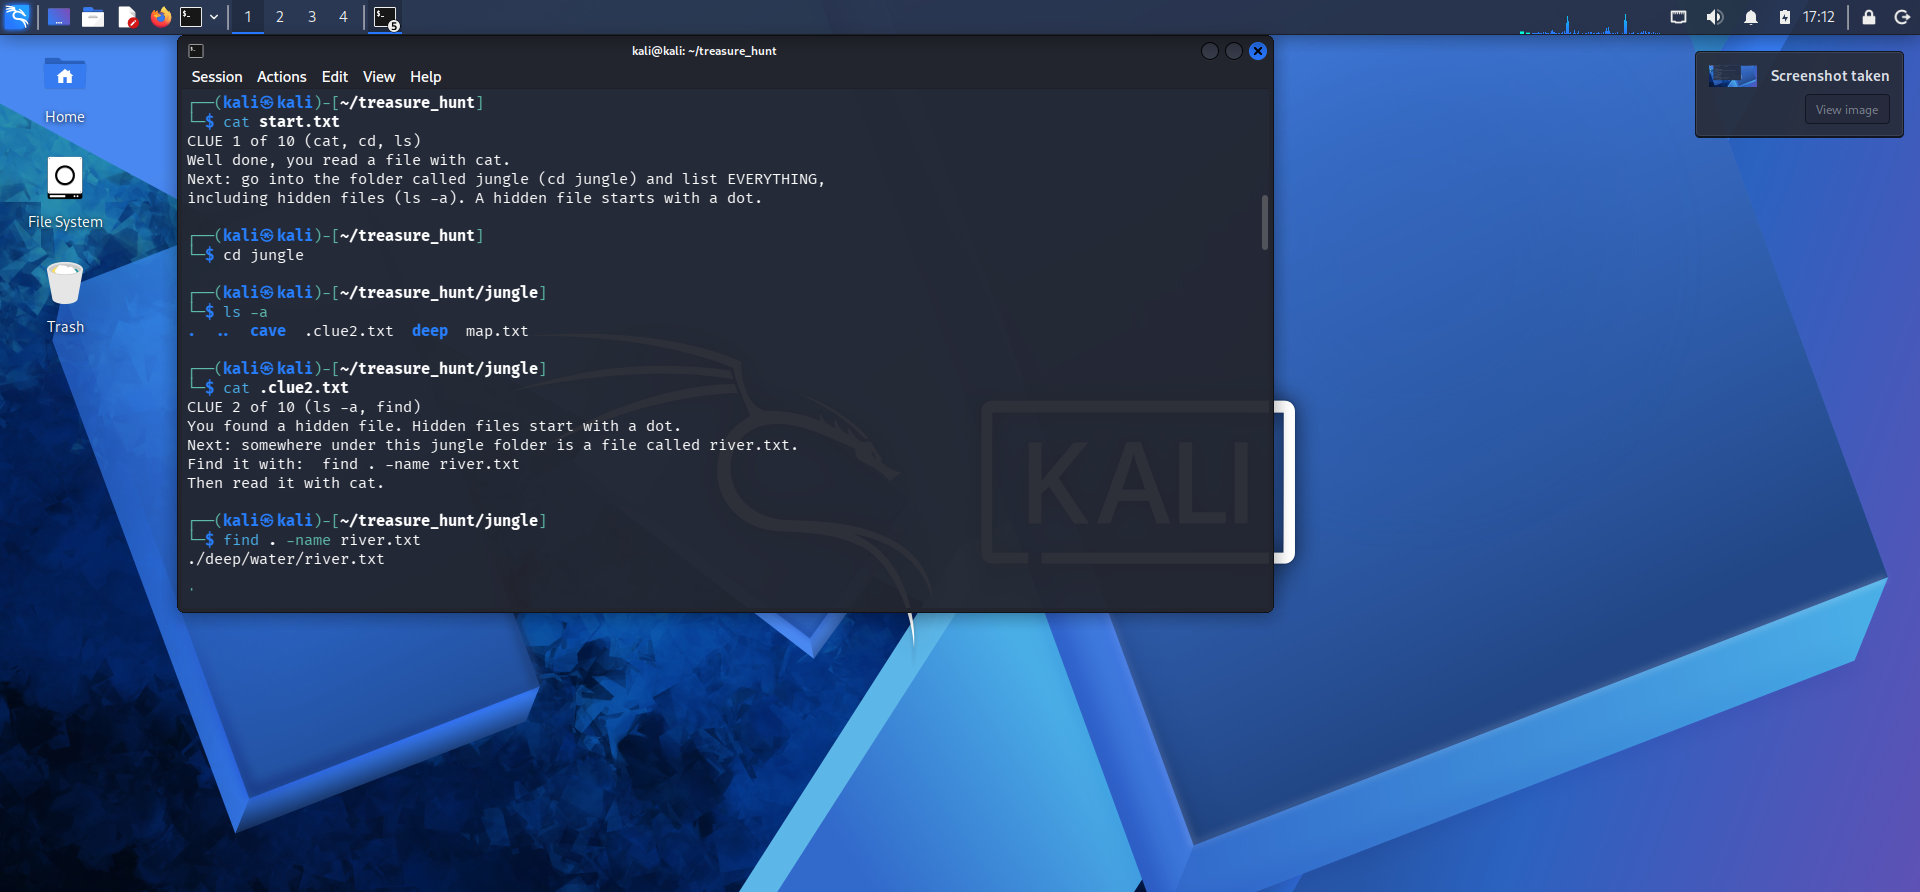 1 2 3 4
5
17:12
kali@kali: ~/treasure_hunt
Session Actions Edit View Help
Home
File System
Trash
Screenshot taken
View image
┌──(kali㉿kali)-[~/treasure_hunt]
└─$ cat start.txt
CLUE 1 of 10 (cat, cd, ls)
Well done, you read a file with cat.
Next: go into the folder called jungle (cd jungle) and list EVERYTHING,
including hidden files (ls -a). A hidden file starts with a dot.
┌──(kali㉿kali)-[~/treasure_hunt]
└─$ cd jungle
┌──(kali㉿kali)-[~/treasure_hunt/jungle]
└─$ ls -a
. .. cave .clue2.txt deep map.txt
┌──(kali㉿kali)-[~/treasure_hunt/jungle]
└─$ cat .clue2.txt
CLUE 2 of 10 (ls -a, find)
You found a hidden file. Hidden files start with a dot.
Next: somewhere under this jungle folder is a file called river.txt.
Find it with:  find . -name river.txt
Then read it with cat.
┌──(kali㉿kali)-[~/treasure_hunt/jungle]
└─$ find . -name river.txt
./deep/water/river.txt
KALI